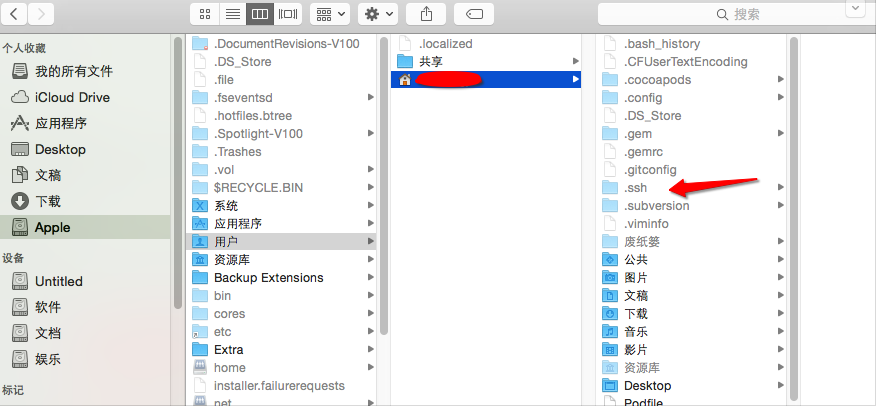 搜索
个人收藏
我的所有文件
iCloud Drive
应用程序
Desktop
文稿
下载
Apple
设备
Untitled
软件
文档
娱乐
标记
.DocumentRevisions-V100
.DS_Store
.file
.fseventsd
.hotfiles.btree
.Spotlight-V100
.Trashes
.vol
$RECYCLE.BIN
系统
应用程序
用户
资源库
Backup Extensions
bin
cores
etc
Extra
home
installer.failurerequests
net
.localized
共享
.bash_history
.CFUserTextEncoding
.cocoapods
.config
.DS_Store
.gem
.gemrc
.gitconfig
.ssh
.subversion
.viminfo
废纸篓
公共
图片
文稿
下载
音乐
影片
资源库
Desktop
Podfile